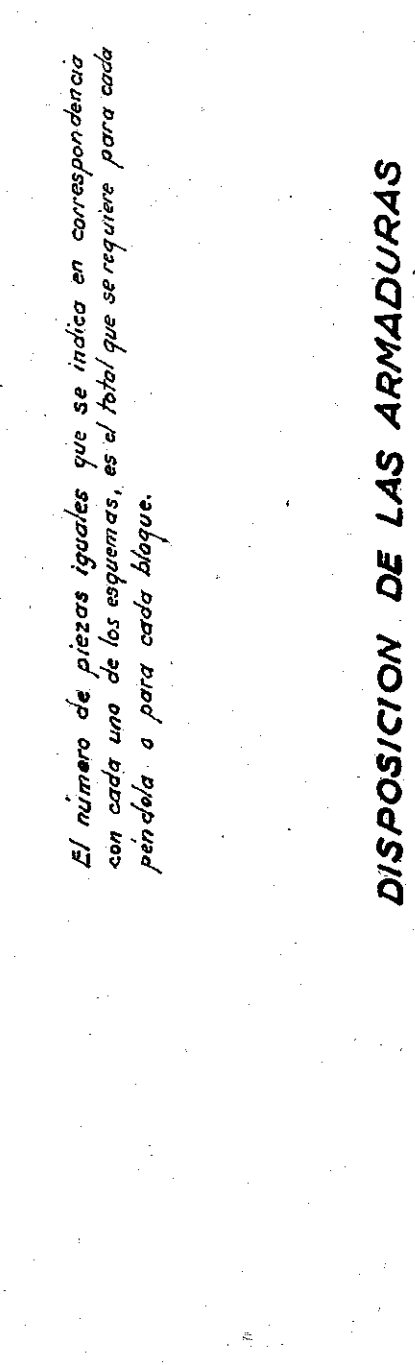 El número de piezas iguales que se indica en correspondencia
con cada uno de los esquemas, es el total que se requiere para cada
péndola o para cada bloque.
DISPOSICION DE LAS ARMADURAS